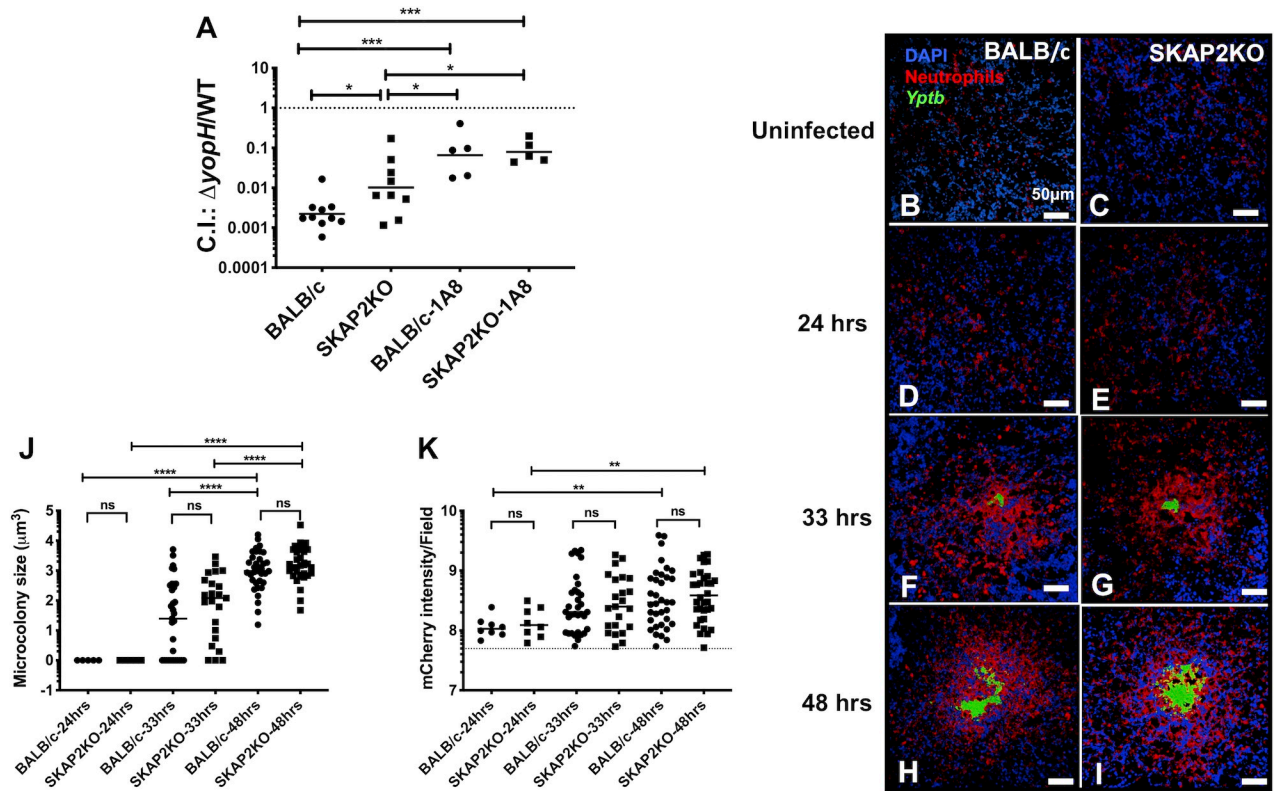 A
***
***
*
*
*
10
1
0.1
0.01
0.001
0.0001
C.I.: ΔyopH/WT
BALB/c
SKAP2KO
BALB/c-1A8
SKAP2KO-1A8
DAPI
Neutrophils
Yptb
BALB/c
SKAP2KO
Uninfected
50µm
B
C
24 hrs
D
E
33 hrs
F
G
48 hrs
H
I
J
****
****
****
****
ns
ns
ns
5
4
3
2
1
0
-1
Microcolony size (µm³)
BALB/c-24hrs
SKAP2KO-24hrs
BALB/c-33hrs
SKAP2KO-33hrs
BALB/c-48hrs
SKAP2KO-48hrs
K
**
**
ns
ns
ns
10
9
8
7
mCherry intensity/Field
BALB/c-24hrs
SKAP2KO-24hrs
BALB/c-33hrs
SKAP2KO-33hrs
BALB/c-48hrs
SKAP2KO-48hrs